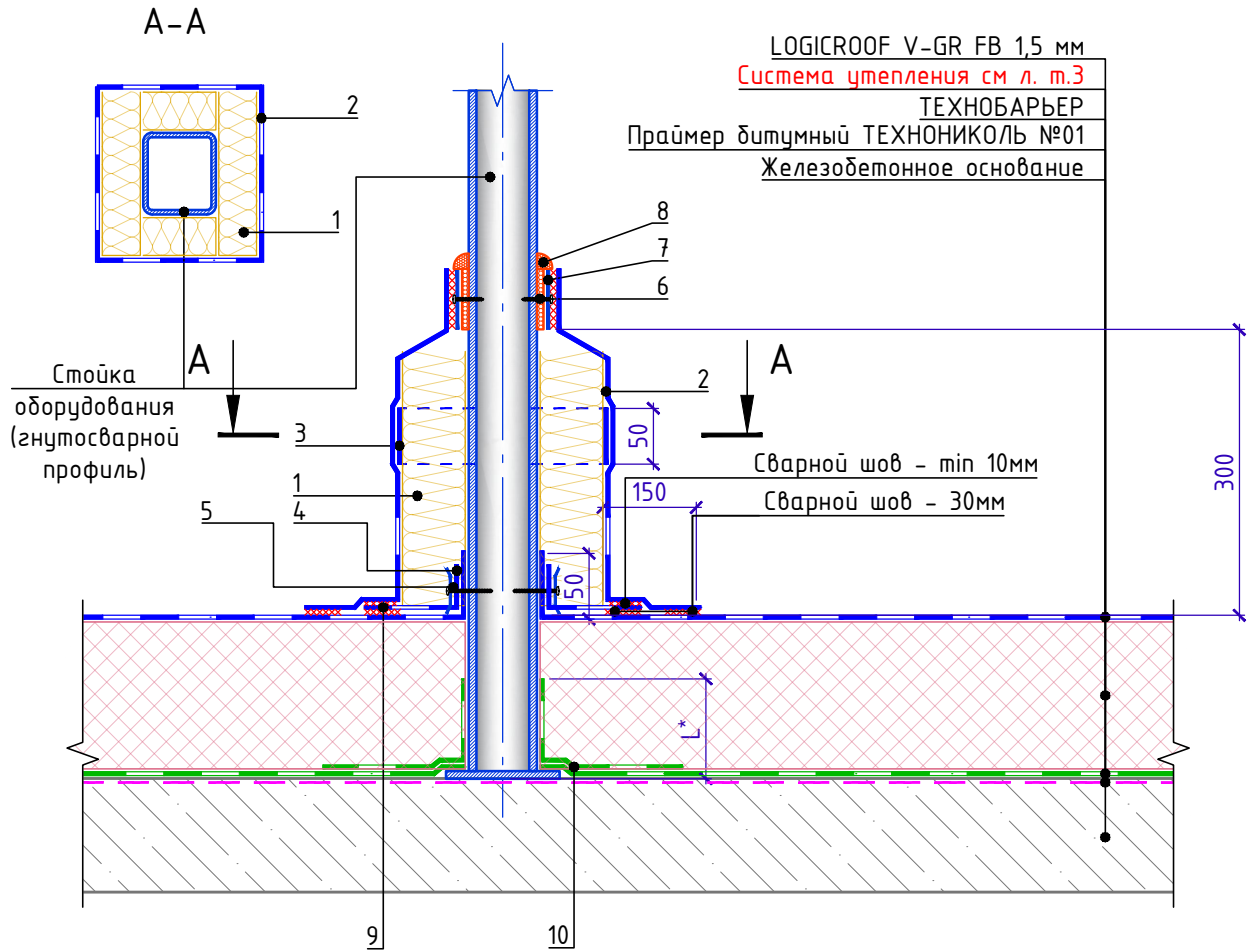 А-А
2
1
LOGICROOF V-GR FB 1,5 мм
Система утепления см л. т.3
ТЕХНОБАРЬЕР
Праймер битумный ТЕХНОНИКОЛЬ №01
Железобетонное основание
8
7
6
Стойка
оборудования
(гнутосварной
профиль)
А
А
2
3
50
300
Сварной шов - min 10мм
150
Сварной шов - 30мм
1
5
4
50
L*
9
10